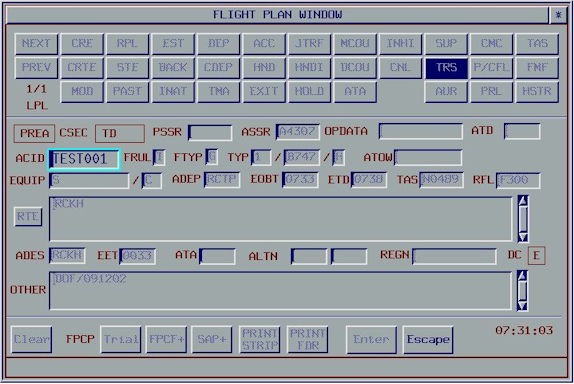 FLIGHT PLAN WINDOW *
NEXT CRE RPL EST DEP ACC JTRF MCOU INHI SUP CMC TAS
PREV CRTE STE BACK CDEP HND HNDI DCOU CNL TRS P/CFL FMF
1/1 MOD PAST INAT TMA EXIT HOLD ATA AUR PRL HSTR
LPL
PREA CSEC TD PSSR ASSR A4307 OPDATA ATD
ACID TEST001 FRUL I FTYP G TYP 1 / B747 / H ATOW
EQUIP S / C ADEP RCTP EOBT 0733 ETD 0738 TAS N0489 RFL F300
RTE RCKH
ADES RCKH EET 0033 ATA ALTN REGN DC E
OTHER DOF/091202
Clear FPCP Trial FPCF+ SAP+ PRINT STRIP PRINT FDR Enter Escape 07:31:03